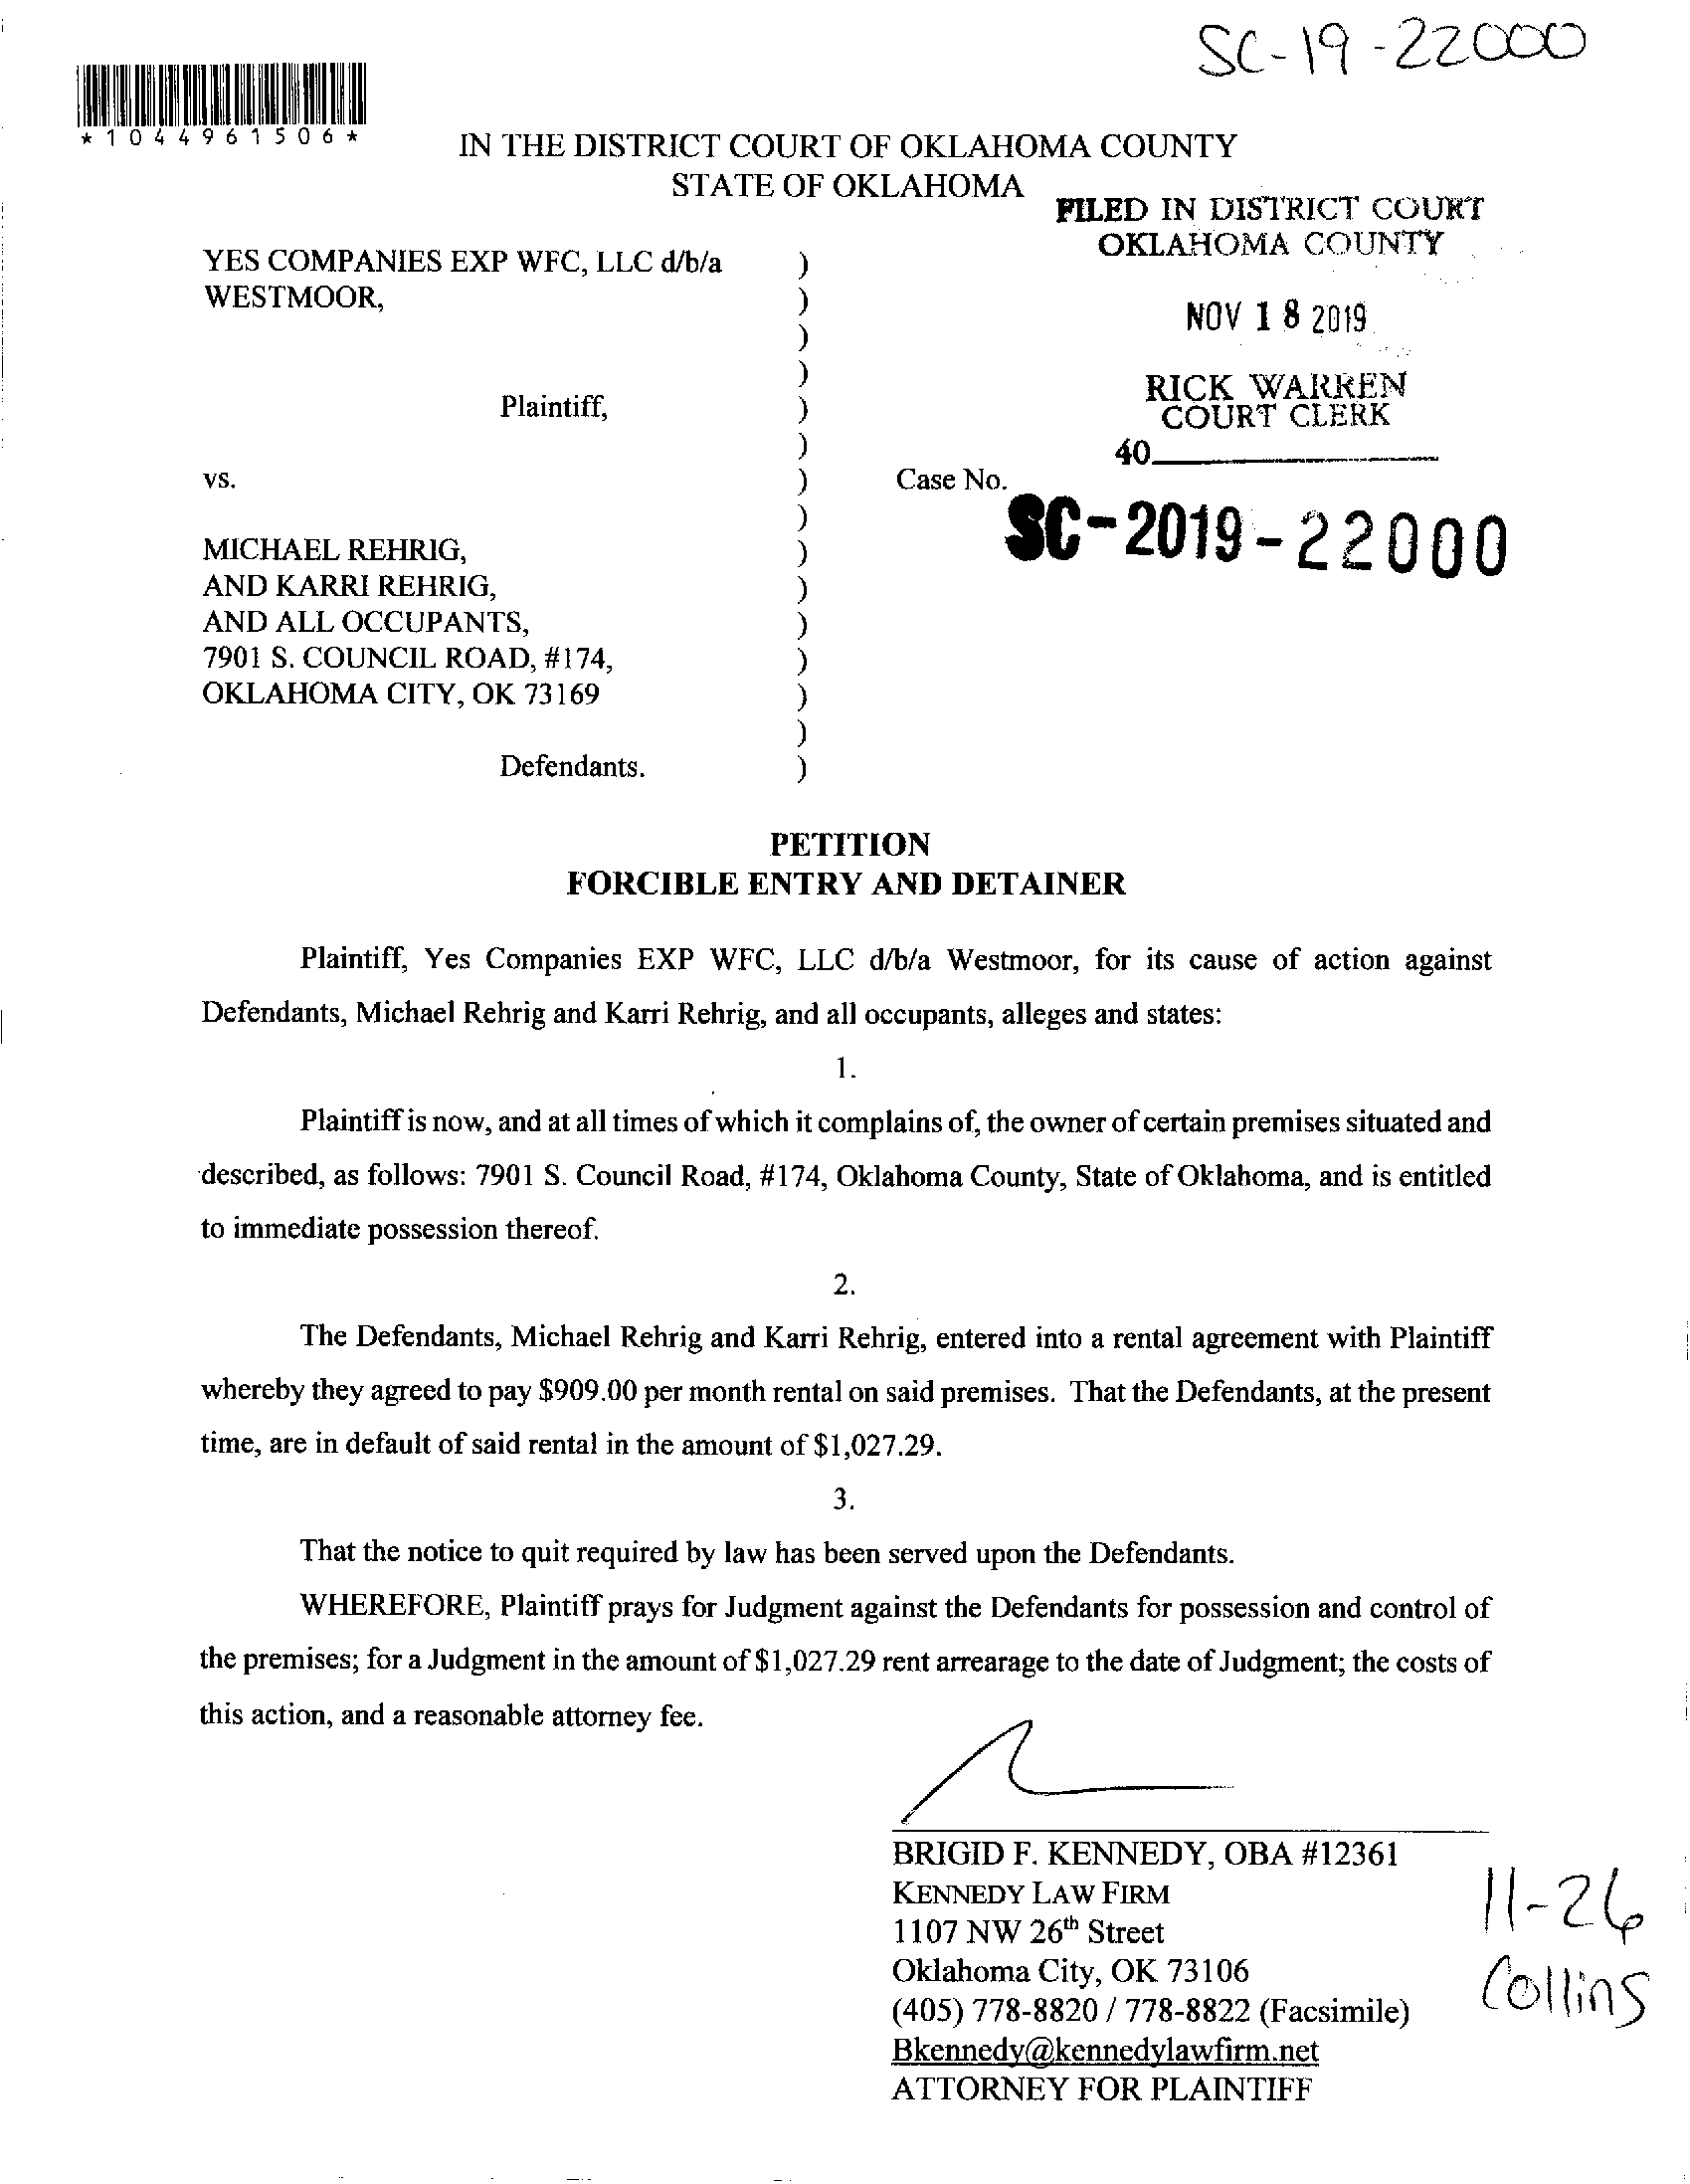 SC-19-22000
*1044961506*
IN THE DISTRICT COURT OF OKLAHOMA COUNTY
STATE OF OKLAHOMA
FILED IN DISTRICT COURT
OKLAHOMA COUNTY
YES COMPANIES EXP WFC, LLC d/b/a )
WESTMOOR, )
)
NOV 18 2019
)
RICK WARREN
COURT CLERK
Plaintiff, )
)
40
vs. ) Case No.
SC-2019-22000
)
MICHAEL REHRIG, )
AND KARRI REHRIG, )
AND ALL OCCUPANTS, )
7901 S. COUNCIL ROAD, #174, )
OKLAHOMA CITY, OK 73169 )
)
Defendants. )
PETITION
FORCIBLE ENTRY AND DETAINER
Plaintiff, Yes Companies EXP WFC, LLC d/b/a Westmoor, for its cause of action against
Defendants, Michael Rehrig and Karri Rehrig, and all occupants, alleges and states:
1.
Plaintiff is now, and at all times of which it complains of, the owner of certain premises situated and
described, as follows: 7901 S. Council Road, #174, Oklahoma County, State of Oklahoma, and is entitled
to immediate possession thereof.
2.
The Defendants, Michael Rehrig and Karri Rehrig, entered into a rental agreement with Plaintiff
whereby they agreed to pay $909.00 per month rental on said premises. That the Defendants, at the present
time, are in default of said rental in the amount of $1,027.29.
3.
That the notice to quit required by law has been served upon the Defendants.
WHEREFORE, Plaintiff prays for Judgment against the Defendants for possession and control of
the premises; for a Judgment in the amount of $1,027.29 rent arrearage to the date of Judgment; the costs of
this action, and a reasonable attorney fee.
BRIGID F. KENNEDY, OBA #12361
KENNEDY LAW FIRM
1107 NW 26th Street
Oklahoma City, OK 73106
(405) 778-8820 / 778-8822 (Facsimile)
Bkennedy@kennedylawfirm.net
ATTORNEY FOR PLAINTIFF
11-26
Collins